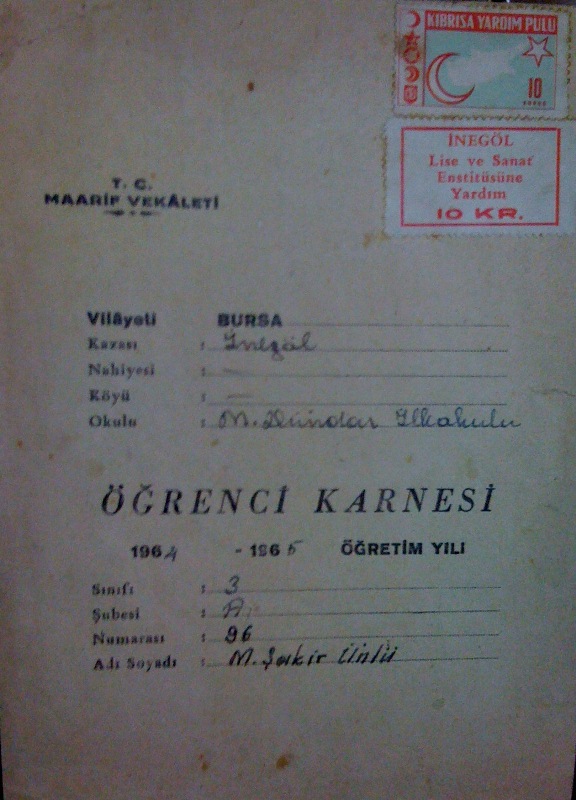 KIBRISA YARDIM PULU
10
KURUŞ
İNEGÖL
Lise ve Sanat
Enstitüsüne
Yardım
10 KR.
T. C.
MAARİF VEKÂLETİ
Vilâyeti BURSA
Kazası : İnegöl
Nahiyesi : —
Köyü : —
Okulu : M. Dündar İlkokulu
ÖĞRENCİ KARNESİ
1964 - 1965 ÖĞRETİM YILI
Sınıfı : 3
Şubesi : A
Numarası : 96
Adı Soyadı : M. Şakir Ünlü